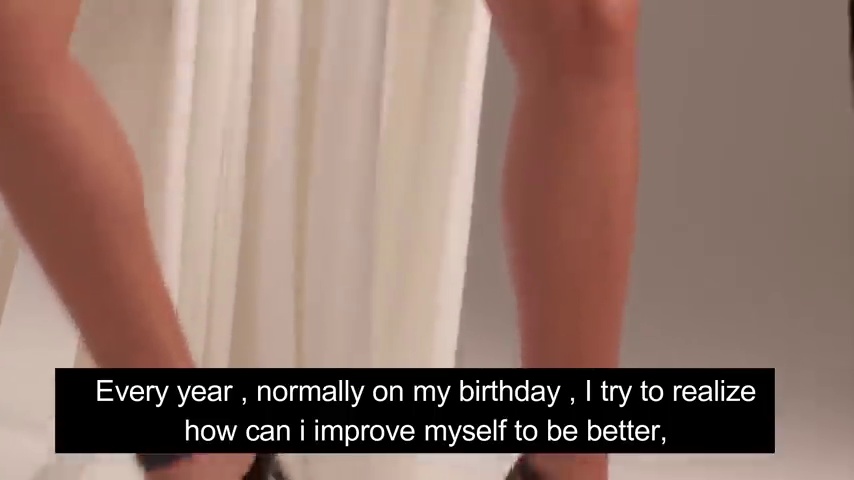 Every year , normally on my birthday , I try to realize
how can i improve myself to be better,